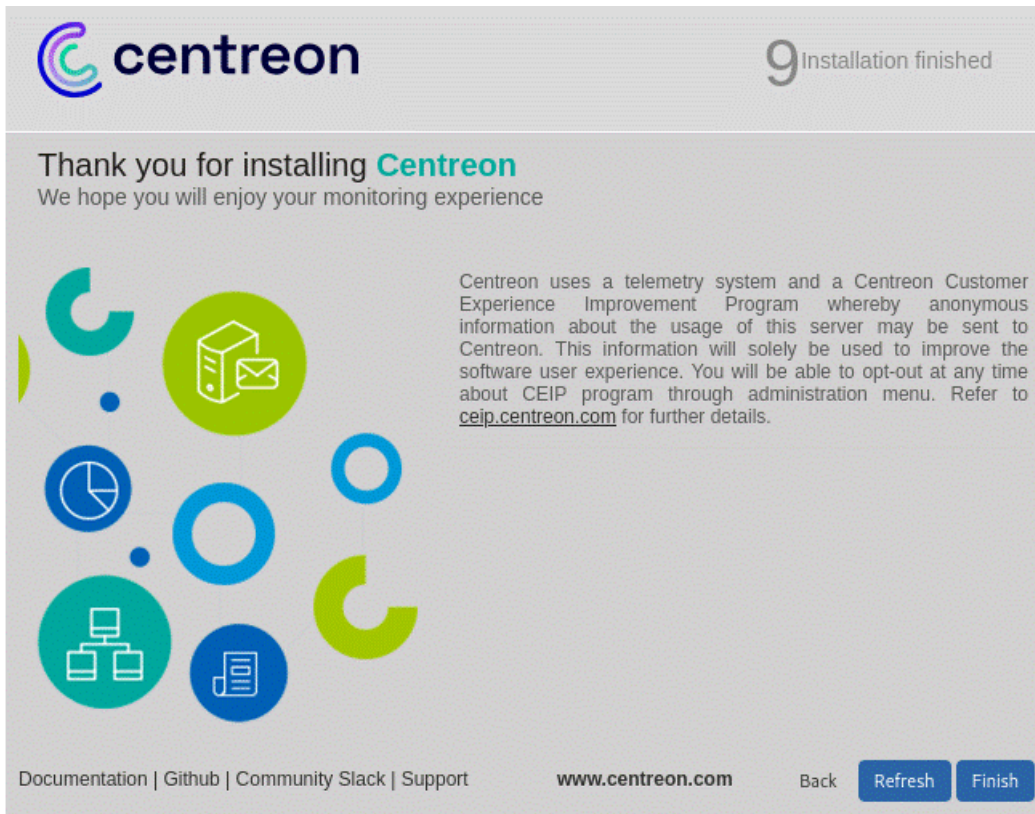 centreon
9 Installation finished
Thank you for installing Centreon
We hope you will enjoy your monitoring experience
Centreon uses a telemetry system and a Centreon Customer
Experience Improvement Program whereby anonymous
information about the usage of this server may be sent to
Centreon. This information will solely be used to improve the
software user experience. You will be able to opt-out at any time
about CEIP program through administration menu. Refer to
ceip.centreon.com for further details.
Documentation | Github | Community Slack | Support www.centreon.com Back Refresh Finish